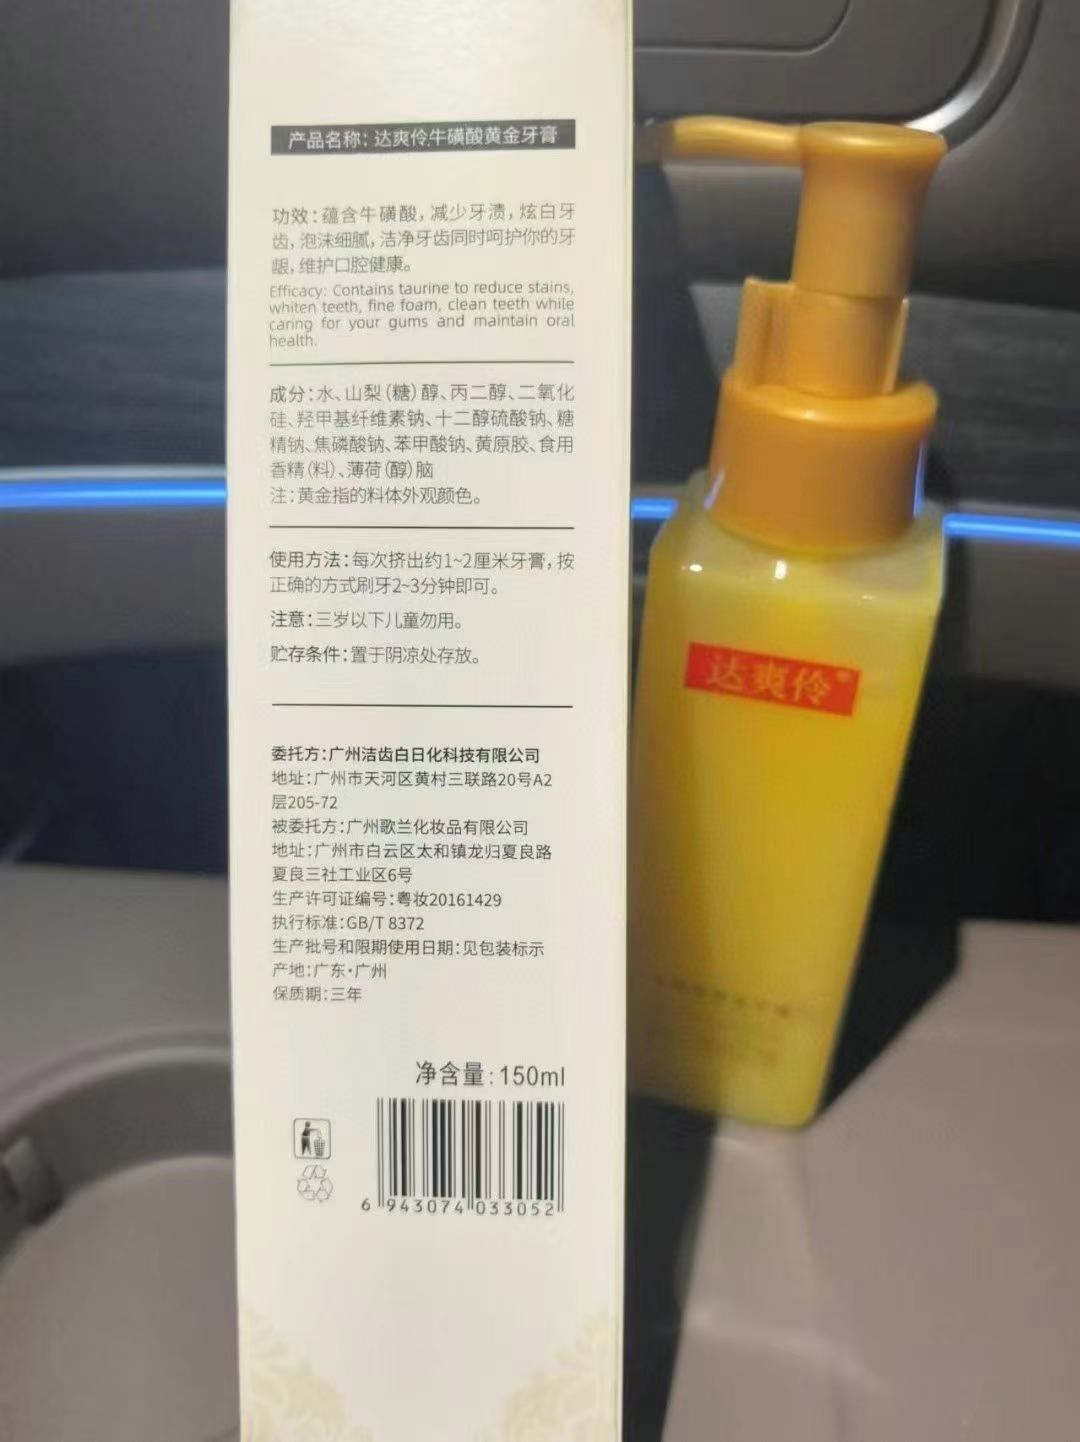 产品名称：达爽伶牛磺酸黄金牙膏
功效：蕴含牛磺酸，减少牙渍，炫白牙
齿，泡沫细腻，洁净牙齿同时呵护你的牙
龈，维护口腔健康。
Efficacy: Contains taurine to reduce stains,
whiten teeth, fine foam, clean teeth while
caring for your gums and maintain oral
health.
成分：水、山梨（糖）醇、丙二醇、二氧化
硅、羟甲基纤维素钠、十二醇硫酸钠、糖
精钠、焦磷酸钠、苯甲酸钠、黄原胶、食用
香精（料）、薄荷（醇）脑
注：黄金指的料体外观颜色。
使用方法：每次挤出约1~2厘米牙膏，按
正确的方式刷牙2~3分钟即可。
注意：三岁以下儿童勿用。
贮存条件：置于阴凉处存放。
委托方：广州洁齿白日化科技有限公司
地址：广州市天河区黄村三联路20号A2
层205-72
被委托方：广州歌兰化妆品有限公司
地址：广州市白云区太和镇龙归夏良路
夏良三社工业区6号
生产许可证编号：粤妆20161429
执行标准：GB/T 8372
生产批号和限期使用日期：见包装标示
产地：广东·广州
保质期：三年
净含量：150ml
6 943074 033052
达爽伶®